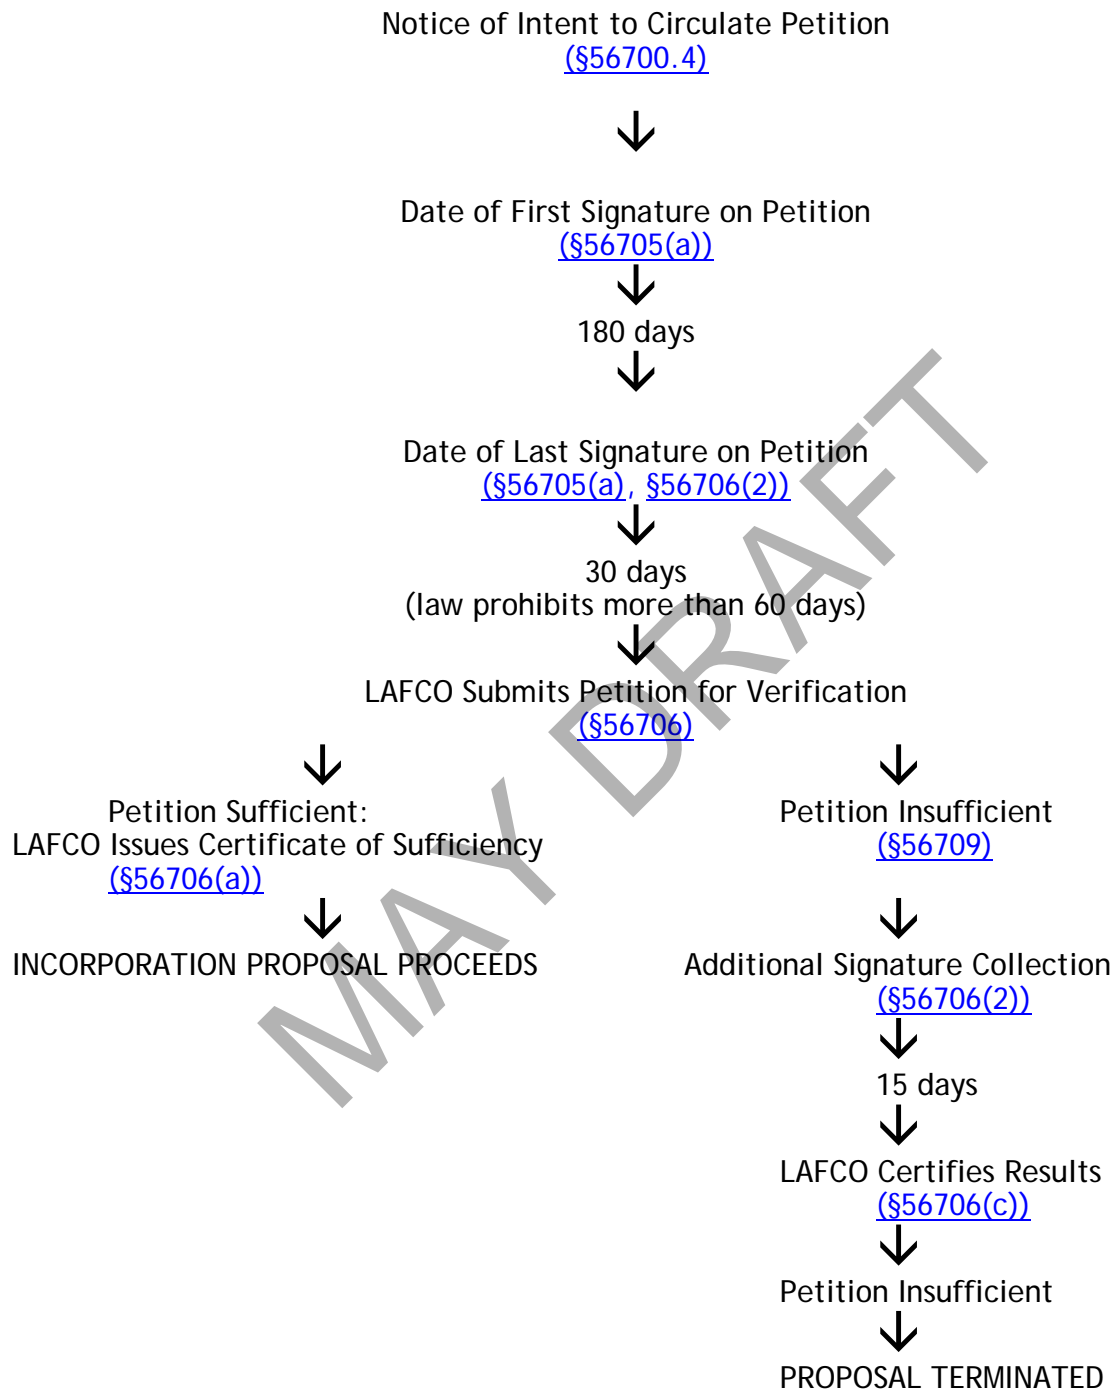 Notice of Intent to Circulate Petition
(§56700.4)
Date of First Signature on Petition
(§56705(a))
180 days
Date of Last Signature on Petition
(§56705(a), §56706(2))
30 days
(law prohibits more than 60 days)
LAFCO Submits Petition for Verification
(§56706)
Petition Sufficient:
LAFCO Issues Certificate of Sufficiency
(§56706(a))
INCORPORATION PROPOSAL PROCEEDS
Petition Insufficient
(§56709)
Additional Signature Collection
(§56706(2))
15 days
LAFCO Certifies Results
(§56706(c))
Petition Insufficient
PROPOSAL TERMINATED
MAY DRAFT